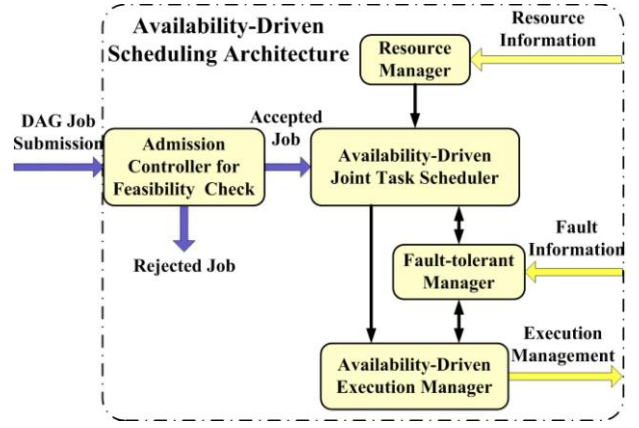 Availability-Driven
Scheduling Architecture
Resource
Information
Resource
Manager
DAG Job
Submission
Admission
Controller for
Feasibility Check
Accepted
Job
Availability-Driven
Joint Task Scheduler
Rejected Job
Fault-tolerant
Manager
Fault
Information
Availability-Driven
Execution Manager
Execution
Management